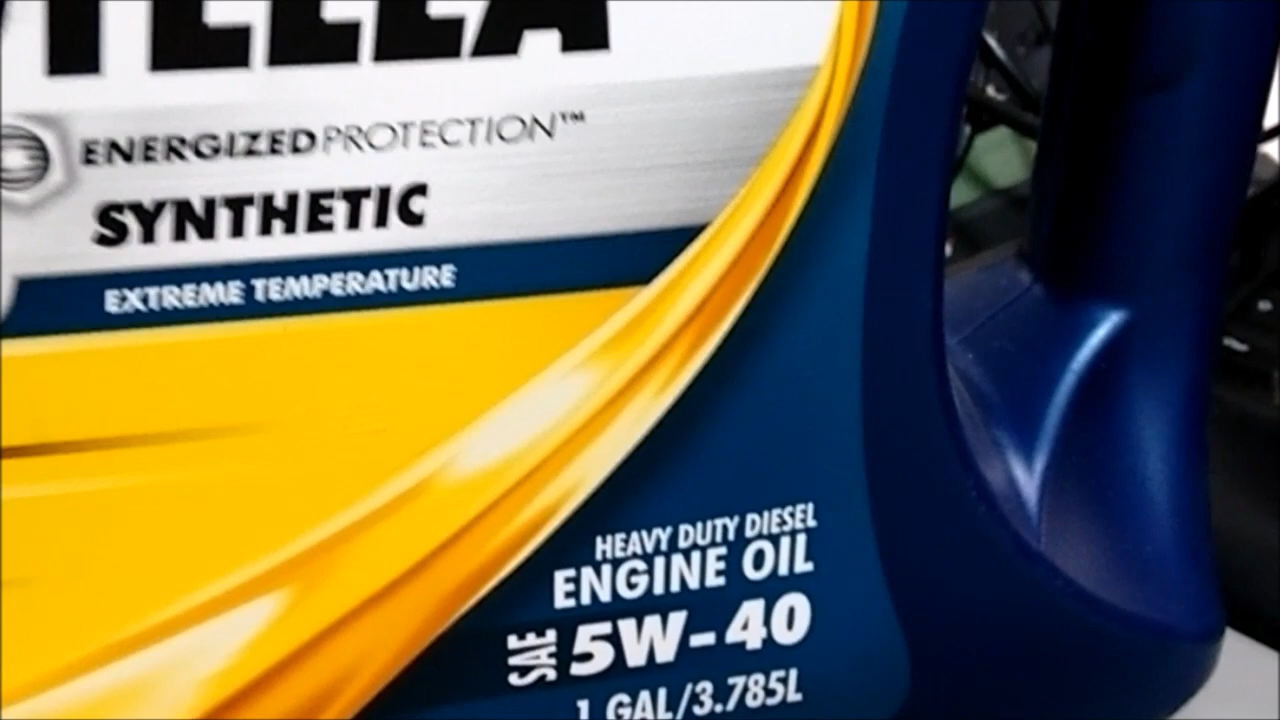 ENERGIZED PROTECTION™
SYNTHETIC
EXTREME TEMPERATURE
HEAVY DUTY DIESEL
ENGINE OIL
SAE 5W-40
1 GAL/3.785L